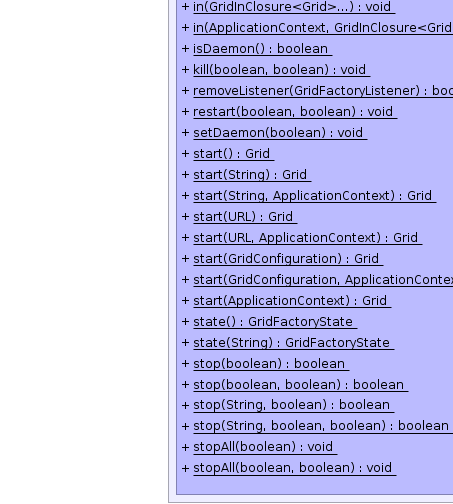 + in(GridInClosure<Grid>...) : void
+ in(ApplicationContext, GridInClosure<Grid
+ isDaemon() : boolean
+ kill(boolean, boolean) : void
+ removeListener(GridFactoryListener) : boo
+ restart(boolean, boolean) : void
+ setDaemon(boolean) : void
+ start() : Grid
+ start(String) : Grid
+ start(String, ApplicationContext) : Grid
+ start(URL) : Grid
+ start(URL, ApplicationContext) : Grid
+ start(GridConfiguration) : Grid
+ start(GridConfiguration, ApplicationContex
+ start(ApplicationContext) : Grid
+ state() : GridFactoryState
+ state(String) : GridFactoryState
+ stop(boolean) : boolean
+ stop(boolean, boolean) : boolean
+ stop(String, boolean) : boolean
+ stop(String, boolean, boolean) : boolean
+ stopAll(boolean) : void
+ stopAll(boolean, boolean) : void